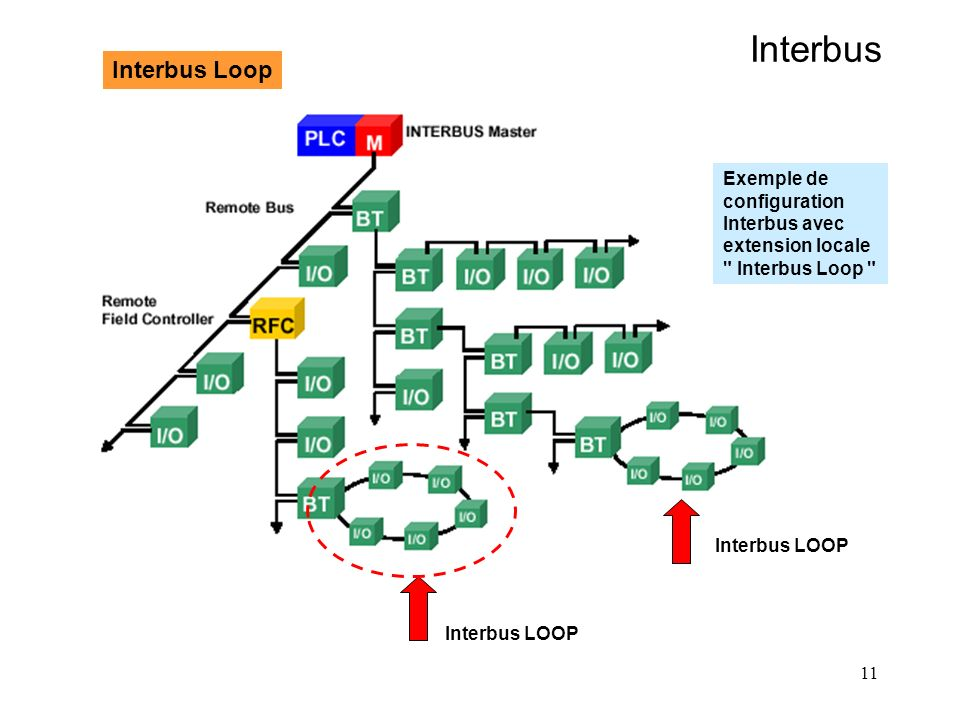 Interbus
Interbus Loop
PLC M INTERBUS Master
Exemple de
configuration
Interbus avec
extension locale
" Interbus Loop "
Remote Bus
BT
I/O
BT I/O I/O I/O
Remote
Field Controller
RFC
BT
BT I/O I/O
I/O
I/O
I/O
I/O
BT
I/O
I/O
BT
I/O
I/O
I/O
I/O
I/O
I/O
BT
I/O
I/O
I/O
I/O
I/O
I/O
Interbus LOOP
Interbus LOOP
11